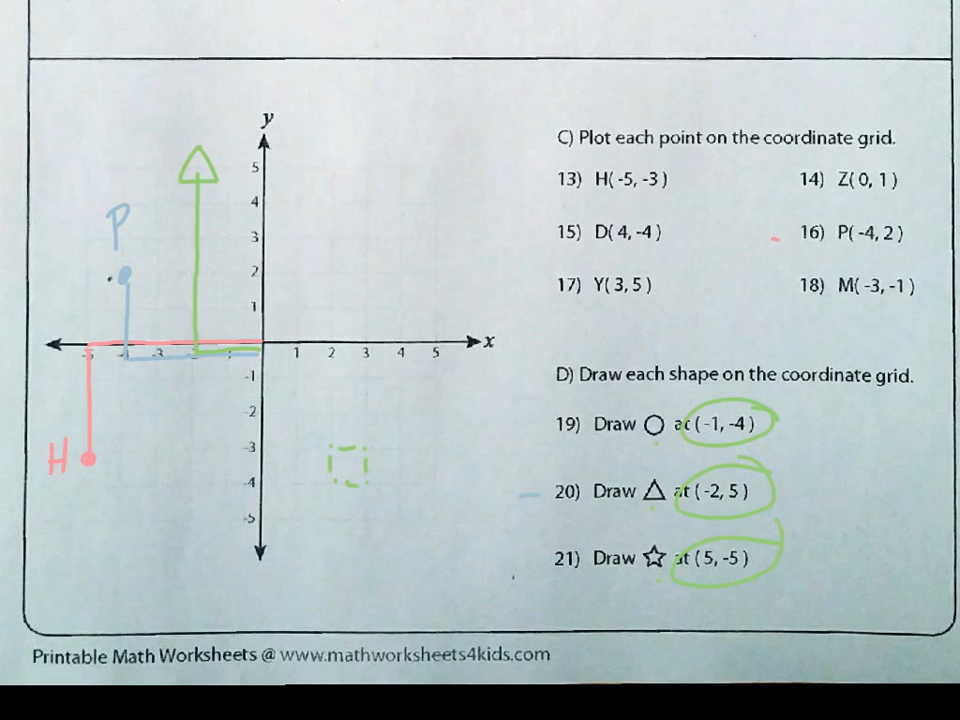 y
C) Plot each point on the coordinate grid.
5
13) H( -5, -3 )
14) Z( 0, 1 )
4
P
3
15) D( 4, -4 )
16) P( -4, 2 )
2
17) Y( 3, 5 )
18) M( -3, -1 )
1
x
-3 1 2 3 4 5
-1
D) Draw each shape on the coordinate grid.
-2
19) Draw ○ at ( -1, -4 )
H
-3
-4
20) Draw △ at ( -2, 5 )
-5
21) Draw ☆ at ( 5, -5 )
Printable Math Worksheets @ www.mathworksheets4kids.com